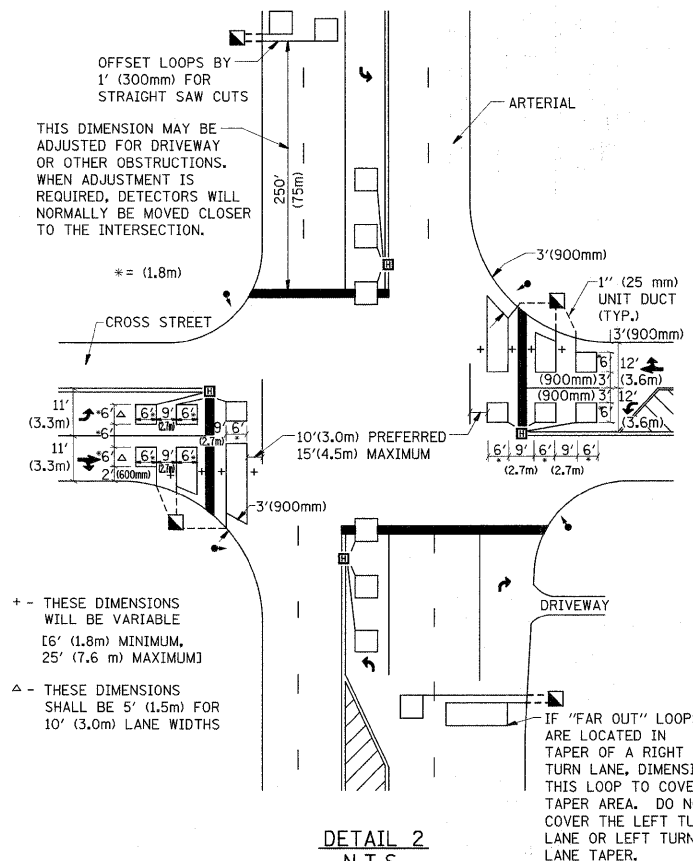 OFFSET LOOPS BY
1' (300mm) FOR
STRAIGHT SAW CUTS
THIS DIMENSION MAY BE
ADJUSTED FOR DRIVEWAY
OR OTHER OBSTRUCTIONS.
WHEN ADJUSTMENT IS
REQUIRED, DETECTORS WILL
NORMALLY BE MOVED CLOSER
TO THE INTERSECTION.
250'
(75m)
ARTERIAL
*= (1.8m)
H
3'(900mm)
1" (25 mm)
UNIT DUCT
(TYP.)
CROSS STREET
3'(900mm)
+ + + +
*6'
12'
(3.6m)
(900mm) 3'
(900mm) 3'
*6'
12'
(3.6m)
H
6' 9' 6' 9' 6'
* * *
(2.7m) (2.7m)
11'
(3.3m)
*6' Δ 6' 9' 6'
(2.7m)
H
*6'
(2.7m)
9' 6'
*
11'
(3.3m)
*6' Δ 6' 9' 6'
(2.7m)
2' (600mm)
+ + + +
10'(3.0m) PREFERRED
15'(4.5m) MAXIMUM
3'(900mm)
H
+ - THESE DIMENSIONS
WILL BE VARIABLE
[6' (1.8m) MINIMUM,
25' (7.6 m) MAXIMUM]
Δ - THESE DIMENSIONS
SHALL BE 5' (1.5m) FOR
10' (3.0m) LANE WIDTHS
DRIVEWAY
IF "FAR OUT" LOOP
ARE LOCATED IN
TAPER OF A RIGHT
TURN LANE, DIMENSI
THIS LOOP TO COVE
TAPER AREA. DO N
COVER THE LEFT TU
LANE OR LEFT TURN
LANE TAPER.
DETAIL 2
N.T.S.